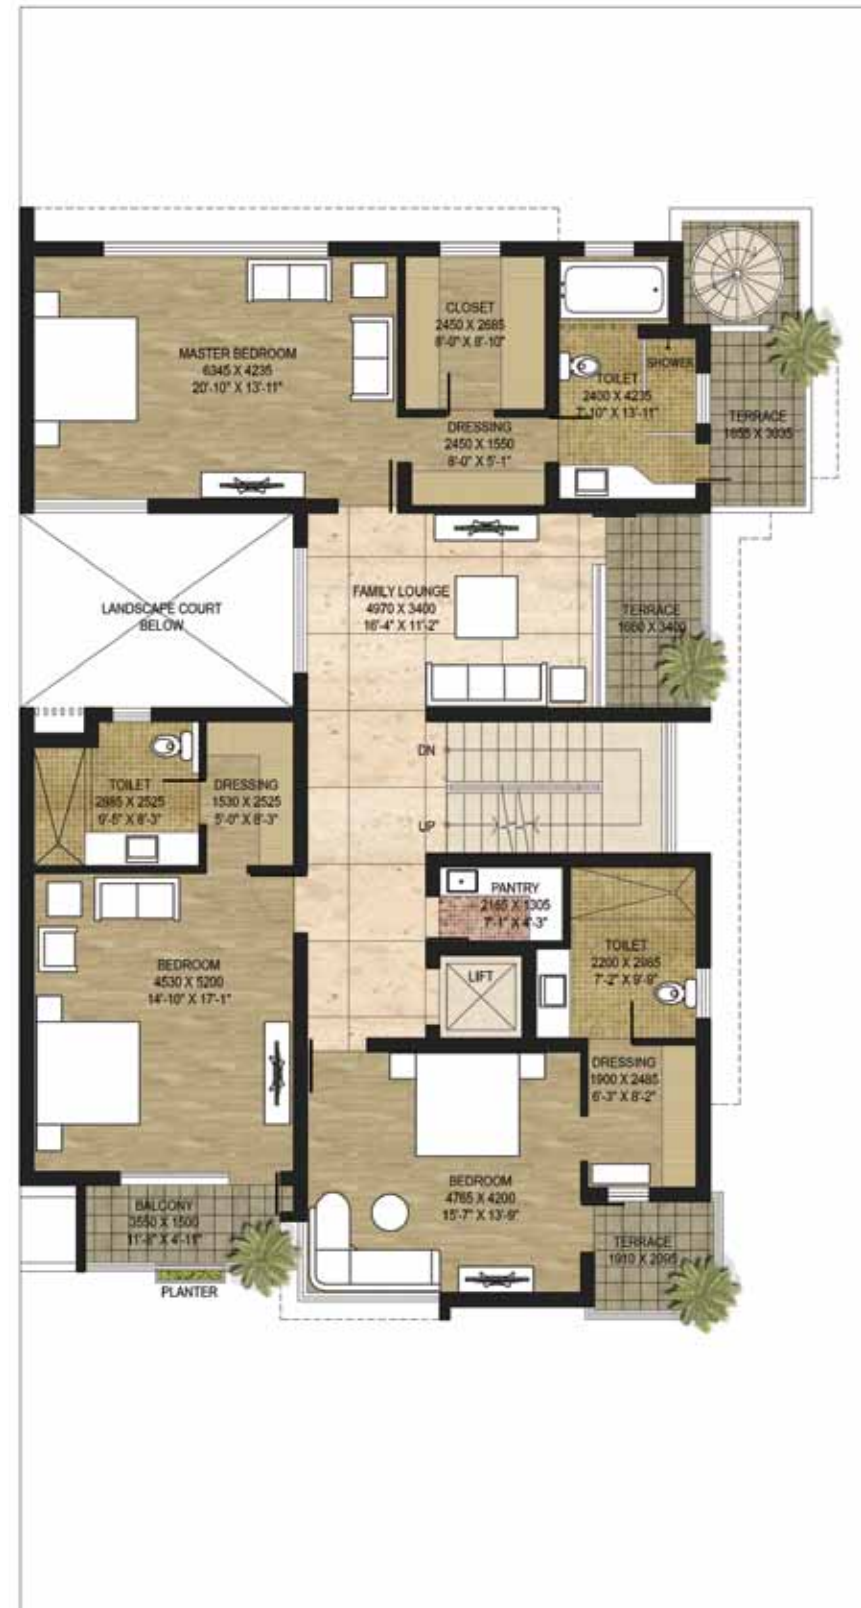 MASTER BEDROOM
6345 X 4235
20'-10" X 13'-11"
CLOSET
2450 X 2685
8'-0" X 8'-10"
SHOWER
TOILET
2400 X 4235
7'-10" X 13'-11"
DRESSING
2450 X 1550
8'-0" X 5'-1"
TERRACE
1655 X 3035
LANDSCAPE COURT
BELOW
FAMILY LOUNGE
4970 X 3400
16'-4" X 11'-2"
TERRACE
1650 X 3400
DN
UP
TOILET
2985 X 2525
9'-5" X 8'-3"
DRESSING
1530 X 2525
5'-0" X 8'-3"
PANTRY
2165 X 1305
7'-1" X 4'-3"
LIFT
TOILET
2200 X 2985
7'-2" X 9'-9"
BEDROOM
4530 X 5200
14'-10" X 17'-1"
DRESSING
1900 X 2485
6'-3" X 8'-2"
BEDROOM
4765 X 4200
15'-7" X 13'-9"
BALCONY
3550 X 1500
11'-8" X 4'-11"
PLANTER
TERRACE
1910 X 2095